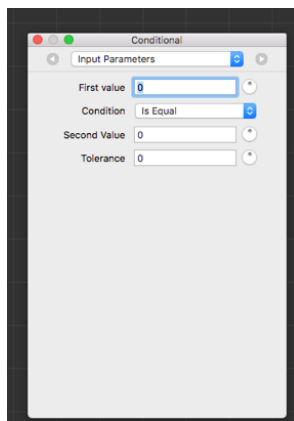 Conditional
Input Parameters
First value 0
Condition Is Equal
Second Value 0
Tolerance 0